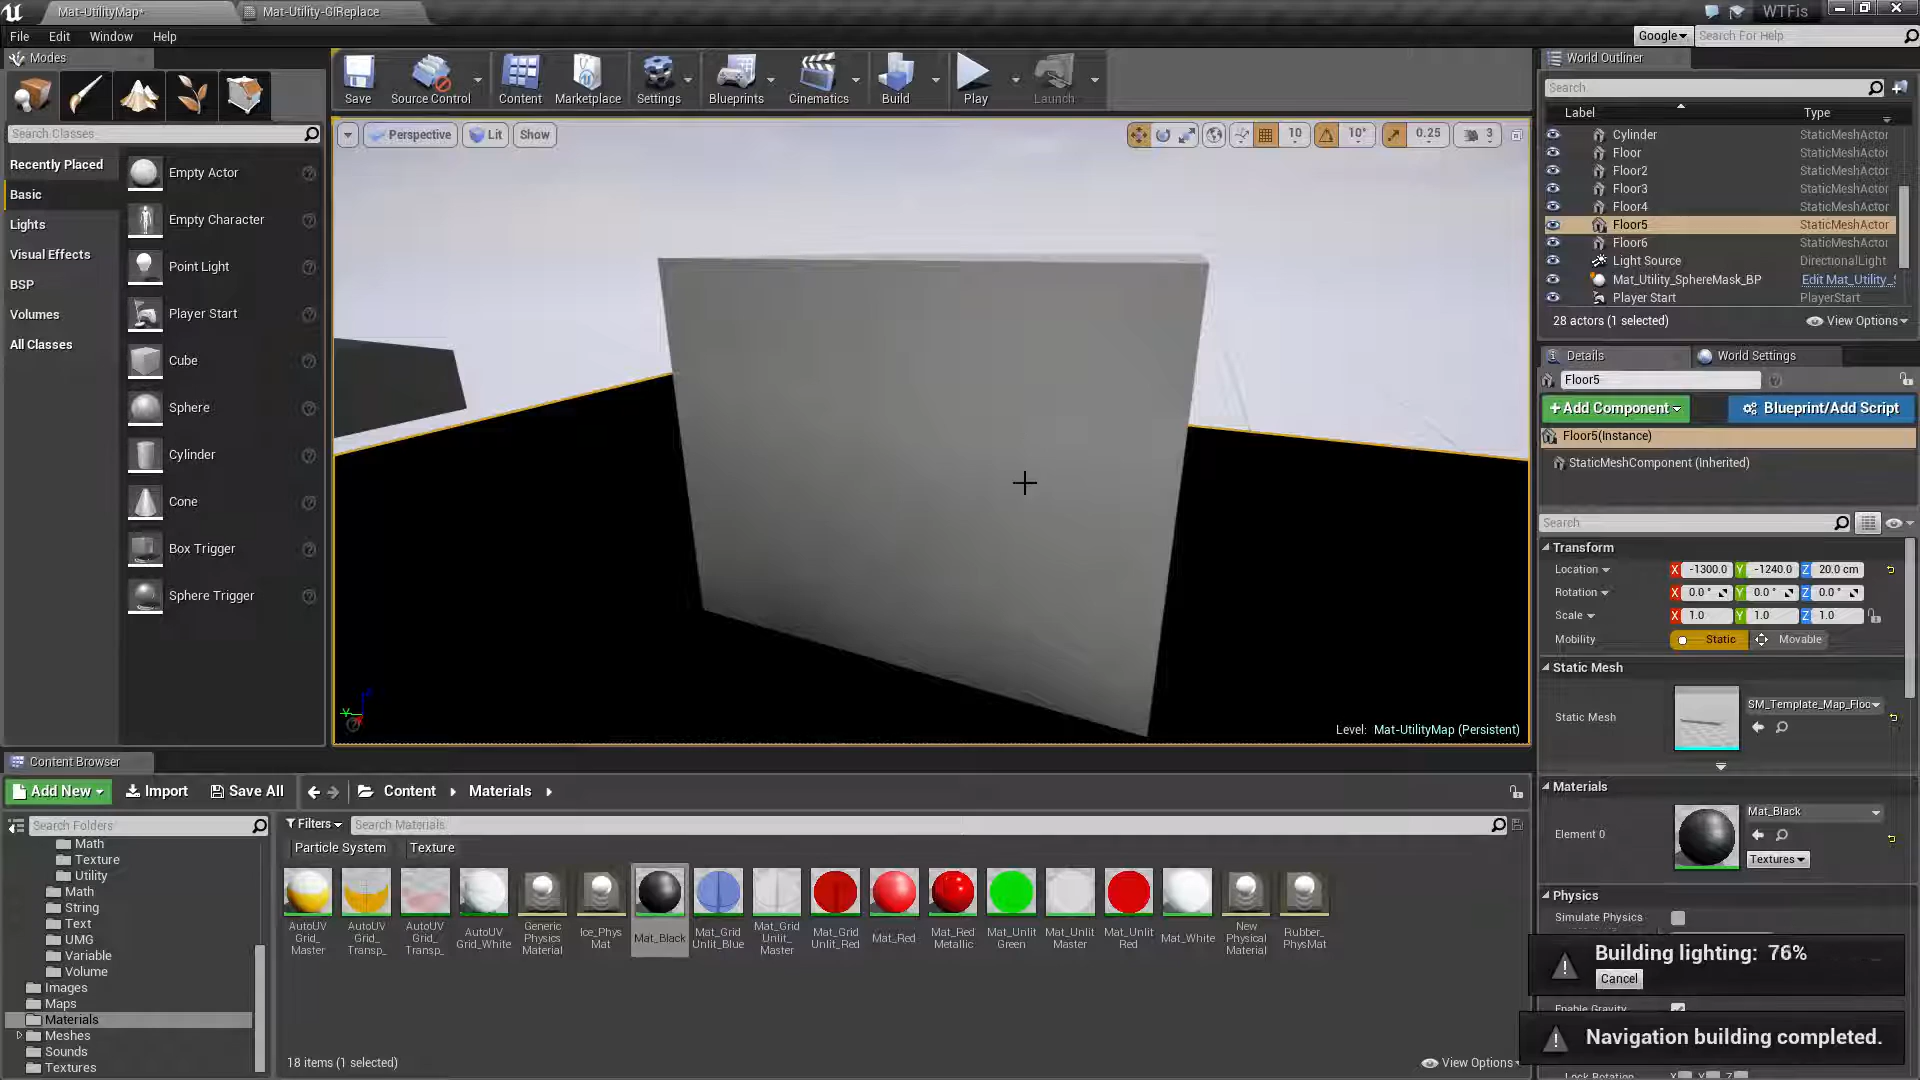 Mat-UtilityMap*
Mat-Utility-GIReplace
WTFis
File Edit Window Help
Google
Search For Help
Modes
Save
Source Control
Content
Marketplace
Settings
Blueprints
Cinematics
Build
Play
Launch
Search Classes
Recently Placed
Basic
Lights
Visual Effects
BSP
Volumes
All Classes
Empty Actor
Empty Character
Point Light
Player Start
Cube
Sphere
Cylinder
Cone
Box Trigger
Sphere Trigger
Perspective
Lit
Show
10
10°
0.25
3
Level: Mat-UtilityMap (Persistent)
World Outliner
Search
Label Type
Cylinder StaticMeshActor
Floor StaticMeshActor
Floor2 StaticMeshActor
Floor3 StaticMeshActor
Floor4 StaticMeshActor
Floor5 StaticMeshActor
Floor6 StaticMeshActor
Light Source DirectionalLight
Mat_Utility_SphereMask_BP Edit Mat_Utility_
Player Start PlayerStart
28 actors (1 selected)
View Options
Details
World Settings
Floor5
+Add Component
Blueprint/Add Script
Floor5(Instance)
StaticMeshComponent (Inherited)
Search
Transform
Location X -1300.0 Y -1240.0 Z 20.0 cm
Rotation X 0.0 ° Y 0.0 ° Z 0.0 °
Scale X 1.0 Y 1.0 Z 1.0
Mobility Static Movable
Static Mesh
Static Mesh
SM_Template_Map_Floo
Materials
Element 0
Mat_Black
Textures
Physics
Simulate Physics
Building lighting: 76%
Cancel
Enable Gravity
Navigation building completed.
Lock Rotation X Y Z
Content Browser
Add New
Import
Save All
Content
Materials
Search Folders
Math
Texture
Utility
Math
String
Text
UMG
Variable
Volume
Images
Maps
Materials
Meshes
Sounds
Textures
Filters
Search Materials
Particle System
Texture
AutoUV Grid_ Master
AutoUV Grid_ Transp_
AutoUV Grid_ Transp_
AutoUV Grid_White
Generic Physics Material
Ice_Phys Mat
Mat_Black
Mat_Grid Unlit_Blue
Mat_Grid Unlit_ Master
Mat_Grid Unlit_Red
Mat_Red
Mat_Red Metallic
Mat_Unlit Green
Mat_Unlit Master
Mat_Unlit Red
Mat_White
New Physical Material
Rubber_ PhysMat
18 items (1 selected)
View Options